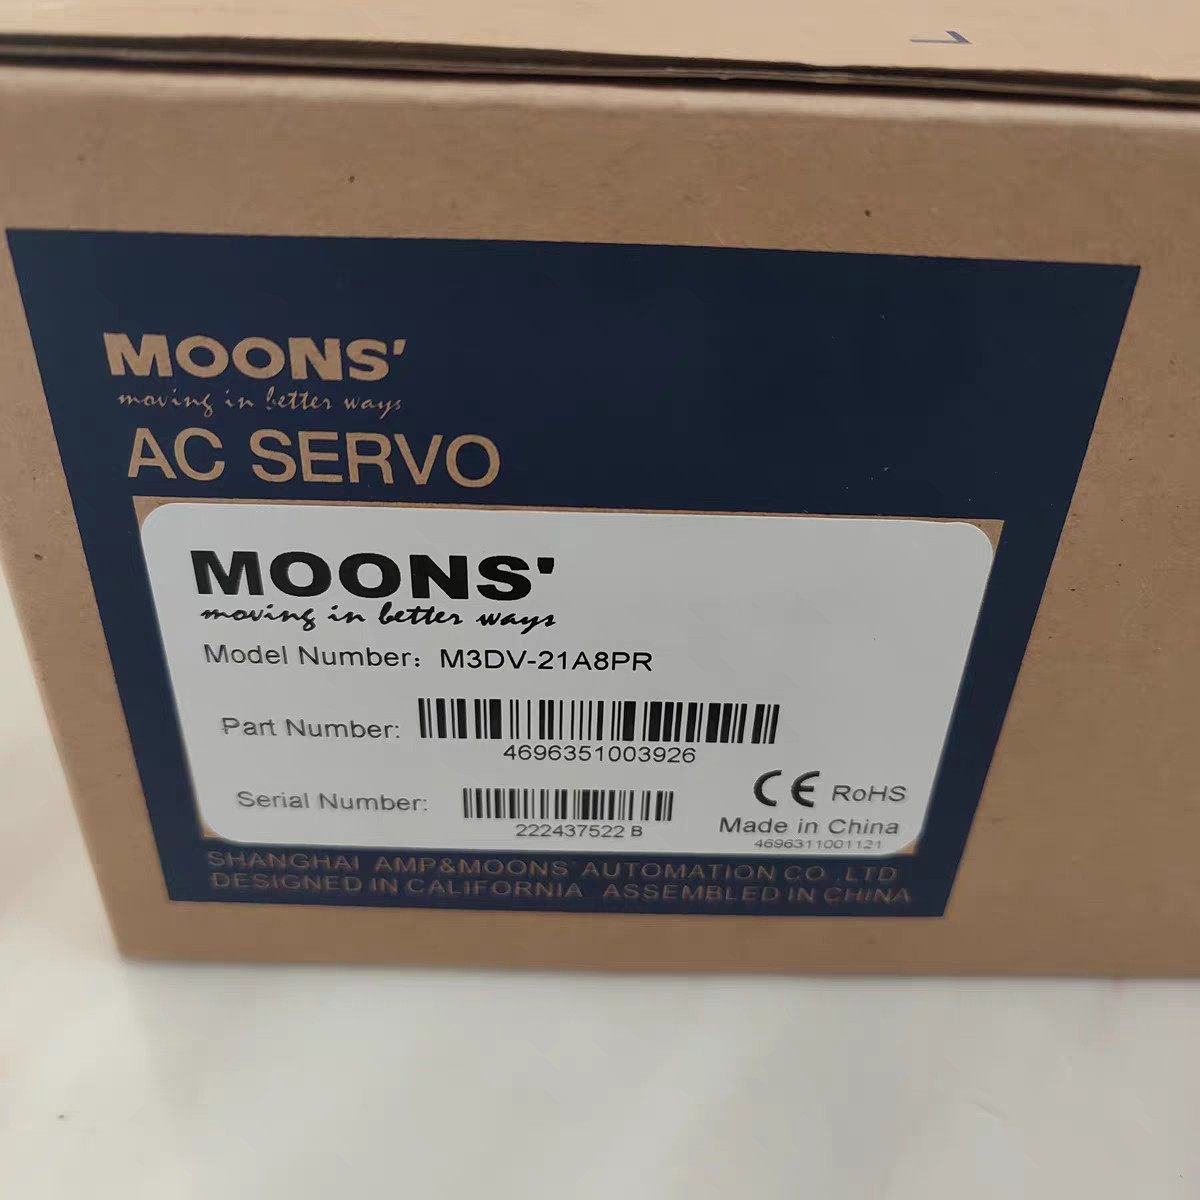 MOONS'
moving in better ways
AC SERVO
MOONS'
moving in better ways
Model Number: M3DV-21A8PR
Part Number:
4696351003926
Serial Number:
222437522 B
CE RoHS
Made in China
4696311001121
SHANGHAI AMP&MOONS' AUTOMATION CO .LTD
DESIGNED IN CALIFORNIA ASSEMBLED IN CHINA